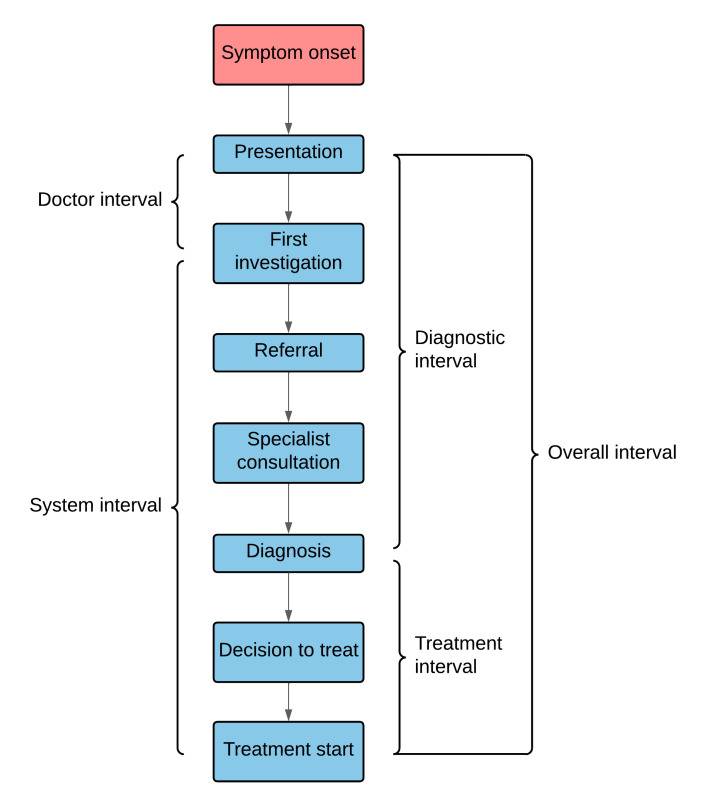 Symptom onset
Presentation
Doctor interval
First
investigation
Diagnostic
interval
Referral
Specialist
consultation
Overall interval
System interval
Diagnosis
Decision to treat
Treatment
interval
Treatment start